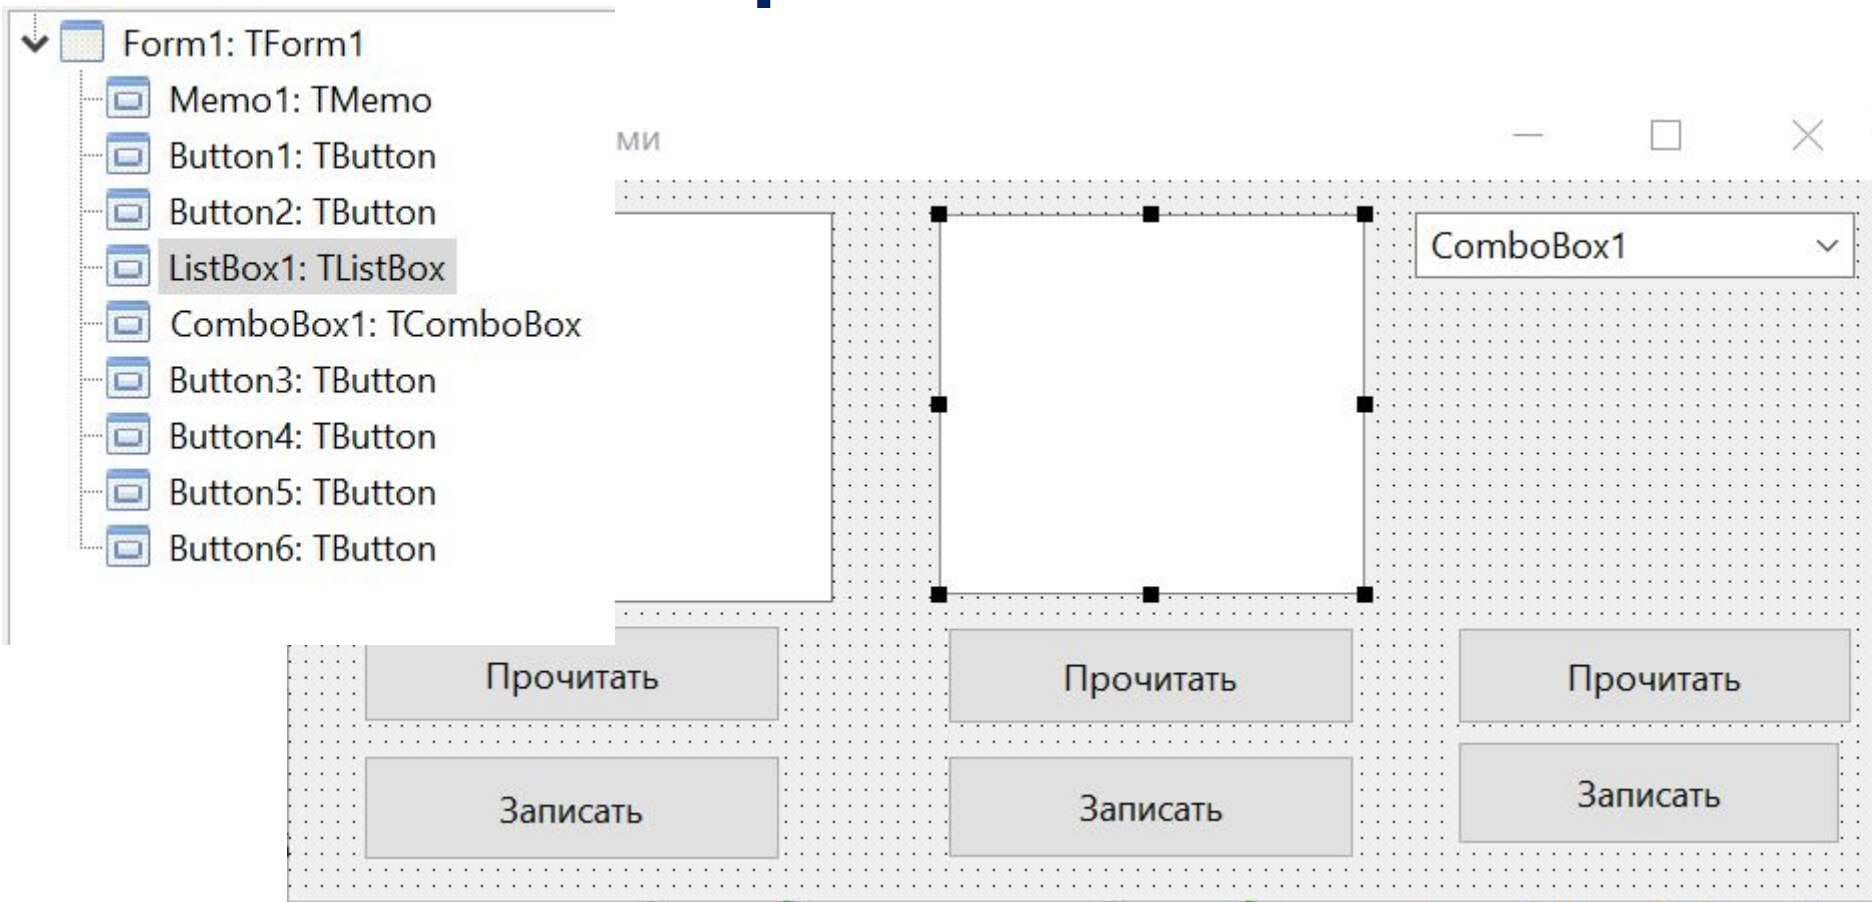 Form1: TForm1
Memo1: TMemo
Button1: TButton
Button2: TButton
ListBox1: TListBox
ComboBox1: TComboBox
Button3: TButton
Button4: TButton
Button5: TButton
Button6: TButton
ми
ComboBox1
Прочитать Прочитать Прочитать
Записать Записать Записать